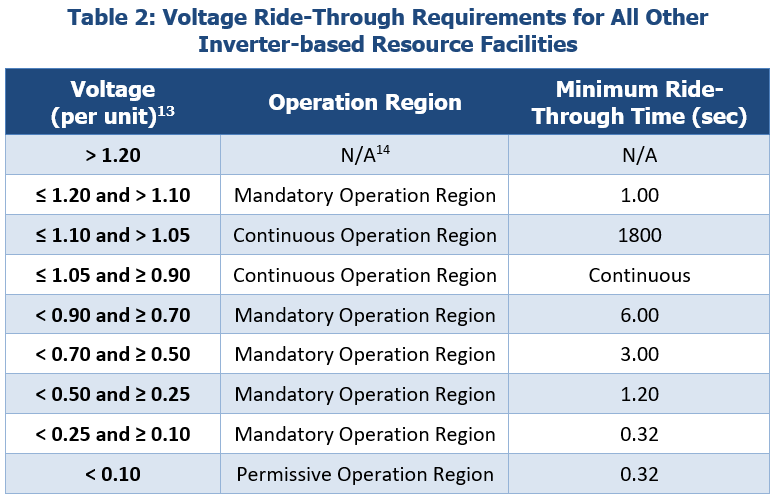 Table 2: Voltage Ride-Through Requirements for All Other
Inverter-based Resource Facilities
Voltage
(per unit)¹³
Operation Region
Minimum Ride-
Through Time (sec)
> 1.20
N/A¹⁴
N/A
≤ 1.20 and > 1.10
Mandatory Operation Region
1.00
≤ 1.10 and > 1.05
Continuous Operation Region
1800
≤ 1.05 and ≥ 0.90
Continuous Operation Region
Continuous
< 0.90 and ≥ 0.70
Mandatory Operation Region
6.00
< 0.70 and ≥ 0.50
Mandatory Operation Region
3.00
< 0.50 and ≥ 0.25
Mandatory Operation Region
1.20
< 0.25 and ≥ 0.10
Mandatory Operation Region
0.32
< 0.10
Permissive Operation Region
0.32